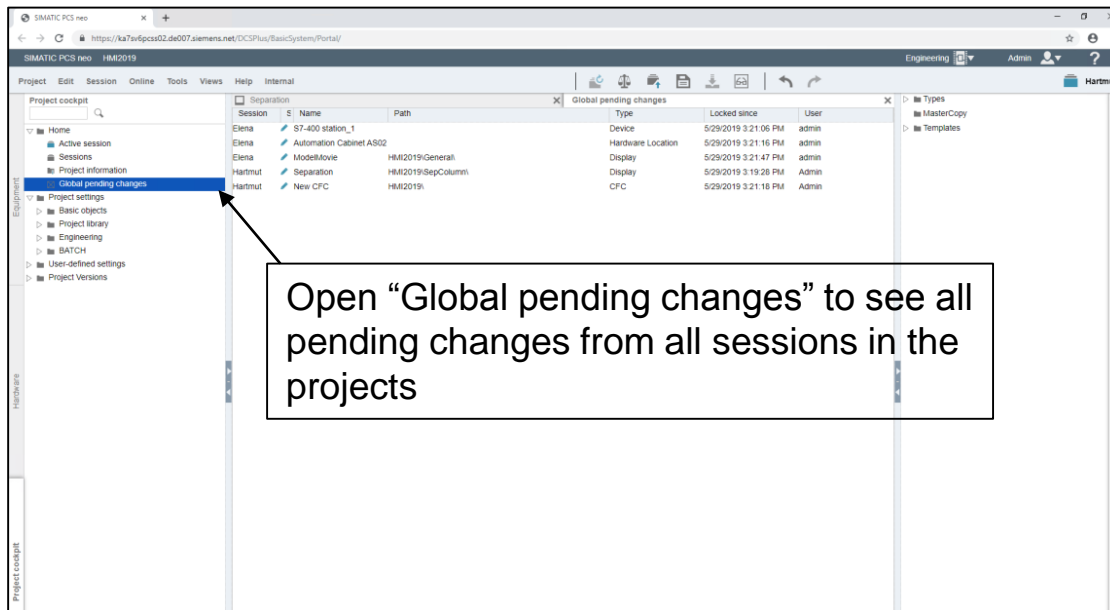 SIMATIC PCS neo
https://ka7sv6pcss02.de007.siemens.net/DCSPlus/BasicSystem/Portal/
SIMATIC PCS neo HMI2019 Engineering Admin ?
Project Edit Session Online Tools Views Help Internal Hartm
Project cockpit
Separation
Global pending changes
Session S Name Path Type Locked since User
Elena S7-400 station_1 Device 5/29/2019 3:21:06 PM admin
Elena Automation Cabinet AS02 Hardware Location 5/29/2019 3:21:16 PM admin
Elena ModelMovie HMI2019\General\ Display 5/29/2019 3:21:47 PM admin
Hartmut Separation HMI2019\SepColumn\ Display 5/29/2019 3:19:28 PM Admin
Hartmut New CFC HMI2019\ CFC 5/29/2019 3:21:18 PM Admin
Home
Active session
Sessions
Project information
Global pending changes
Project settings
Basic objects
Project library
Engineering
BATCH
User-defined settings
Project Versions
Types
MasterCopy
Templates
Equipment
Hardware
Project cockpit
Open “Global pending changes” to see all
pending changes from all sessions in the
projects